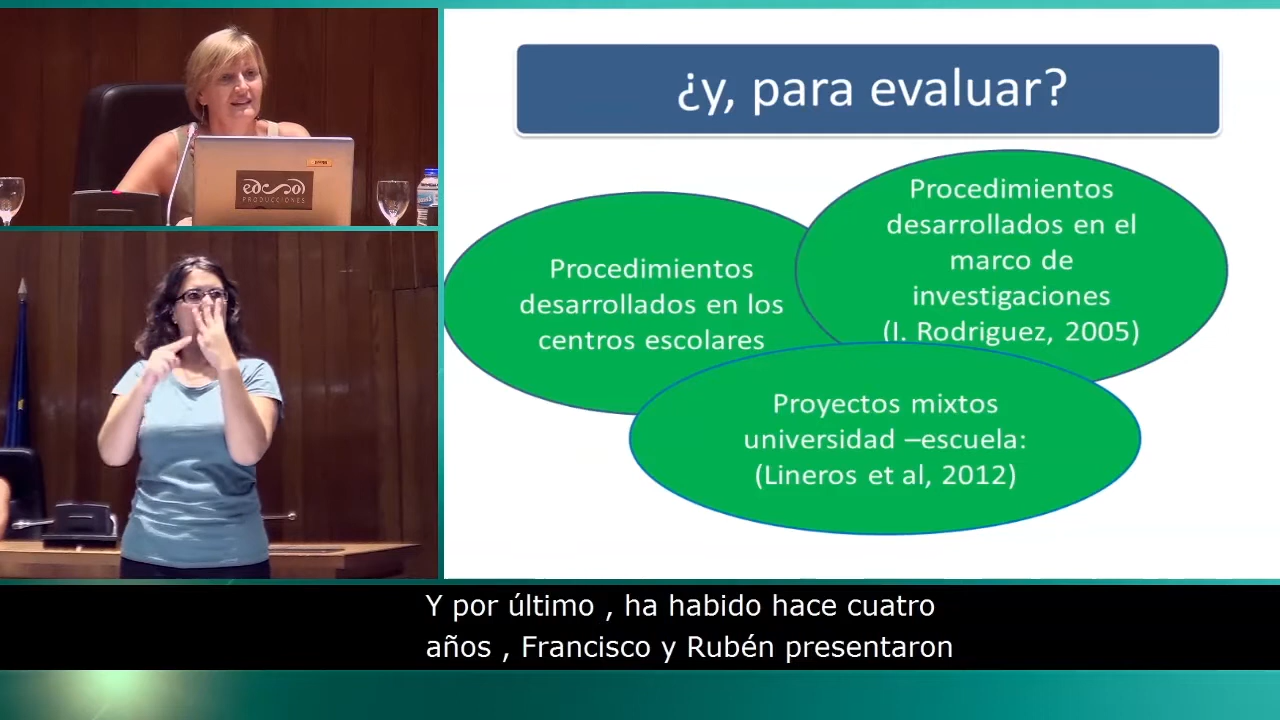 edsol
PRODUCCIONES
¿y, para evaluar?
Procedimientos
desarrollados en los
centros escolares
Procedimientos
desarrollados en el
marco de
investigaciones
(I. Rodriguez, 2005)
Proyectos mixtos
universidad –escuela:
(Lineros et al, 2012)
Y por último , ha habido hace cuatro
años , Francisco y Rubén presentaron